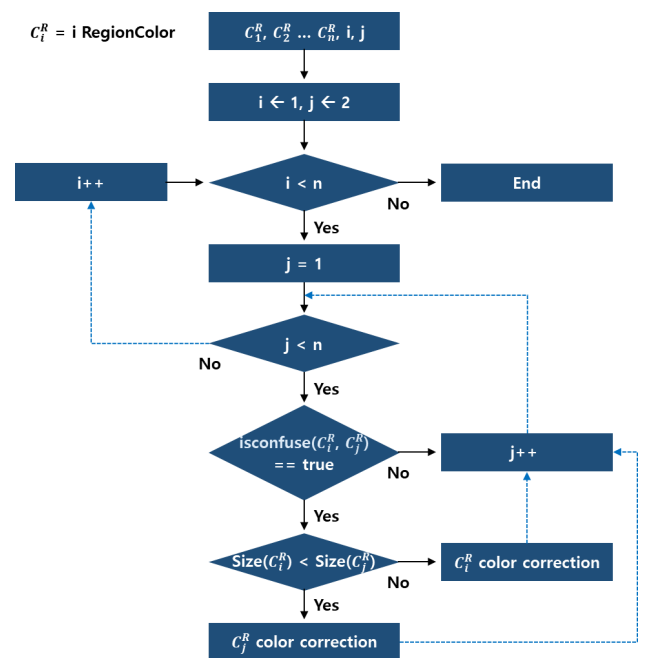 C_i^R = i RegionColor
C_1^R, C_2^R ... C_n^R, i, j
i ← 1, j ← 2
i++
i < n
End
No
Yes
j = 1
j < n
No
Yes
isconfuse(C_i^R, C_j^R)
== true
j++
No
Yes
Size(C_i^R) < Size(C_j^R)
C_i^R color correction
No
Yes
C_j^R color correction